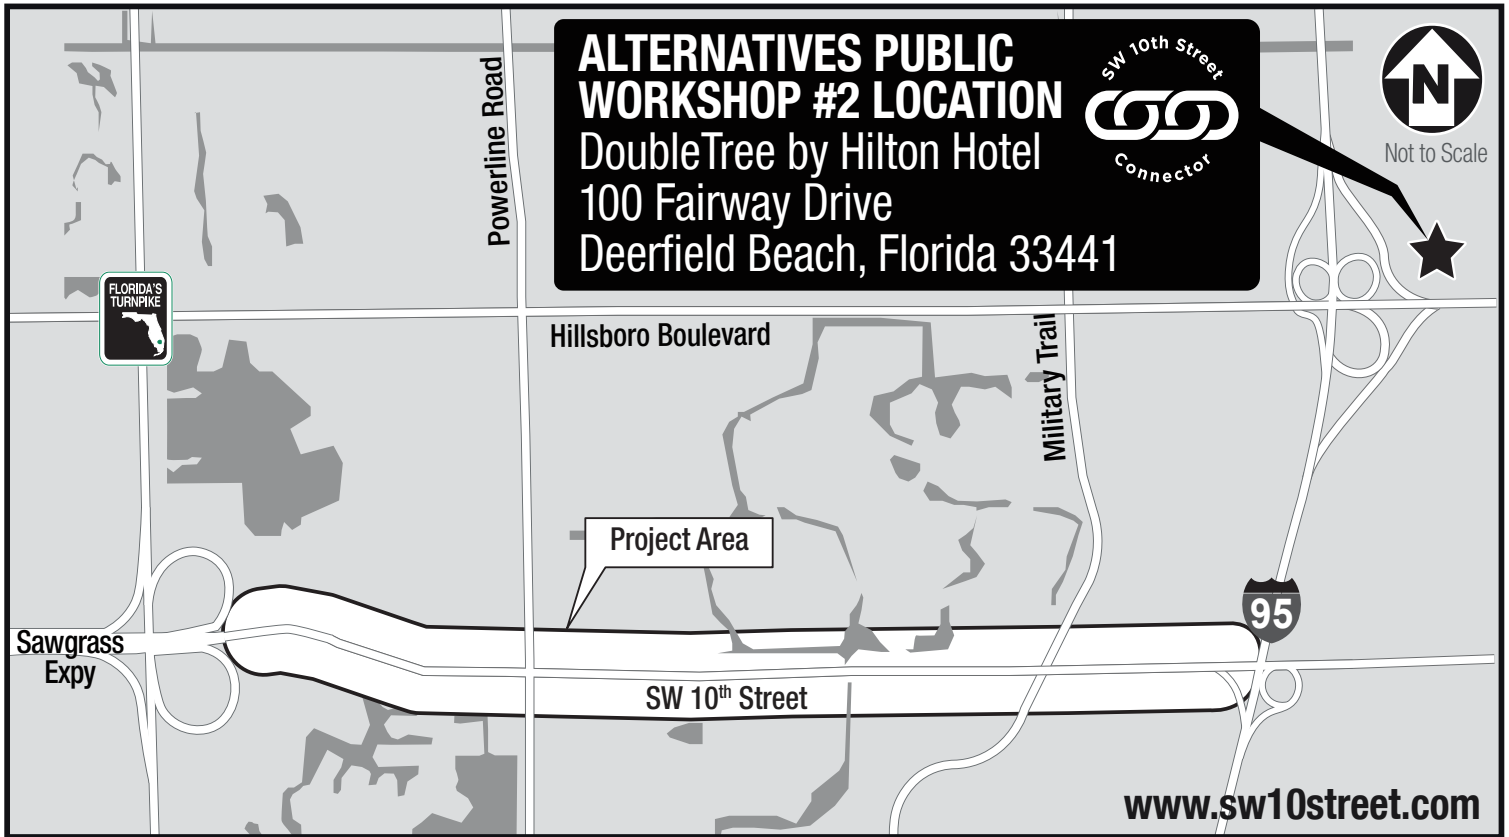 ALTERNATIVES PUBLIC
WORKSHOP #2 LOCATION
DoubleTree by Hilton Hotel
100 Fairway Drive
Deerfield Beach, Florida 33441
SW 10th Street
Connector
N
Not to Scale
Powerline Road
FLORIDA'S
TURNPIKE
Hillsboro Boulevard
Military Trail
Project Area
95
Sawgrass
Expy
SW 10th Street
www.sw10street.com